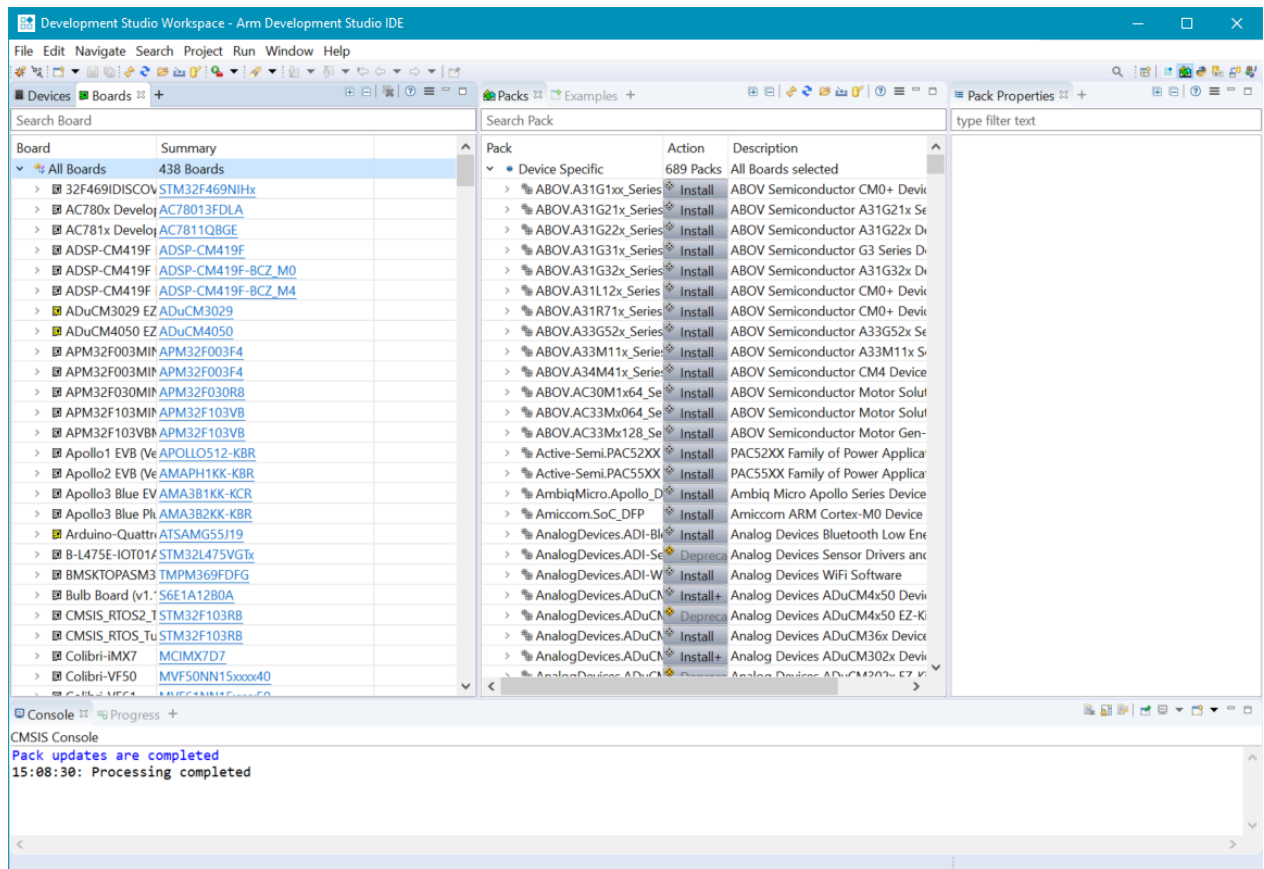 Development Studio Workspace - Arm Development Studio IDE
File Edit Navigate Search Project Run Window Help
Devices Boards
Search Board
Board Summary
All Boards 438 Boards
32F469IDISCOV STM32F469NIHx
AC780x Develop AC78013FDLA
AC781x Develop AC7811QBGE
ADSP-CM419F ADSP-CM419F
ADSP-CM419F ADSP-CM419F-BCZ_M0
ADSP-CM419F ADSP-CM419F-BCZ_M4
ADuCM3029 EZ ADuCM3029
ADuCM4050 EZ ADuCM4050
APM32F003MIN APM32F003F4
APM32F003MIN APM32F003F4
APM32F030MIN APM32F030R8
APM32F103MIN APM32F103VB
APM32F103VBM APM32F103VB
Apollo1 EVB (Ve APOLLO512-KBR
Apollo2 EVB (Ve AMAPH1KK-KBR
Apollo3 Blue EV AMA3B1KK-KCR
Apollo3 Blue Plu AMA3B2KK-KBR
Arduino-Quattro ATSAMG55J19
B-L475E-IOT01A STM32L475VGTx
BMSKTOPASM3 TMPM369FDFG
Bulb Board (v1.1 S6E1A12B0A
CMSIS_RTOS2_T STM32F103RB
CMSIS_RTOS_Tu STM32F103RB
Colibri-iMX7 MCIMX7D7
Colibri-VF50 MVF50NN15xxxx40
Packs Examples
Search Pack
Pack Action Description
Device Specific 689 Packs All Boards selected
ABOV.A31G1xx_Series Install ABOV Semiconductor CM0+ Devic
ABOV.A31G21x_Series Install ABOV Semiconductor A31G21x Se
ABOV.A31G22x_Series Install ABOV Semiconductor A31G22x De
ABOV.A31G31x_Series Install ABOV Semiconductor G3 Series D
ABOV.A31G32x_Series Install ABOV Semiconductor A31G32x De
ABOV.A31L12x_Series Install ABOV Semiconductor CM0+ Devic
ABOV.A31R71x_Series Install ABOV Semiconductor CM0+ Devic
ABOV.A33G52x_Series Install ABOV Semiconductor A33G52x Se
ABOV.A33M11x_Series Install ABOV Semiconductor A33M11x S
ABOV.A34M41x_Series Install ABOV Semiconductor CM4 Device
ABOV.AC30M1x64_Se Install ABOV Semiconductor Motor Solut
ABOV.AC33Mx064_Se Install ABOV Semiconductor Motor Solut
ABOV.AC33Mx128_Se Install ABOV Semiconductor Motor Gen-
Active-Semi.PAC52XX Install PAC52XX Family of Power Applica
Active-Semi.PAC55XX Install PAC55XX Family of Power Applica
AmbiqMicro.Apollo_D Install Ambiq Micro Apollo Series Device
Amiccom.SoC_DFP Install Amiccom ARM Cortex-M0 Device
AnalogDevices.ADI-Bl Install Analog Devices Bluetooth Low Ene
AnalogDevices.ADI-Se Depreca Analog Devices Sensor Drivers and
AnalogDevices.ADI-W Install Analog Devices WiFi Software
AnalogDevices.ADuCM Install+ Analog Devices ADuCM4x50 Devic
AnalogDevices.ADuCM Depreca Analog Devices ADuCM4x50 EZ-Ki
AnalogDevices.ADuCM Install Analog Devices ADuCM36x Device
AnalogDevices.ADuCM Install+ Analog Devices ADuCM302x Devic
Pack Properties
type filter text
Console Progress
CMSIS Console
Pack updates are completed
15:08:30: Processing completed